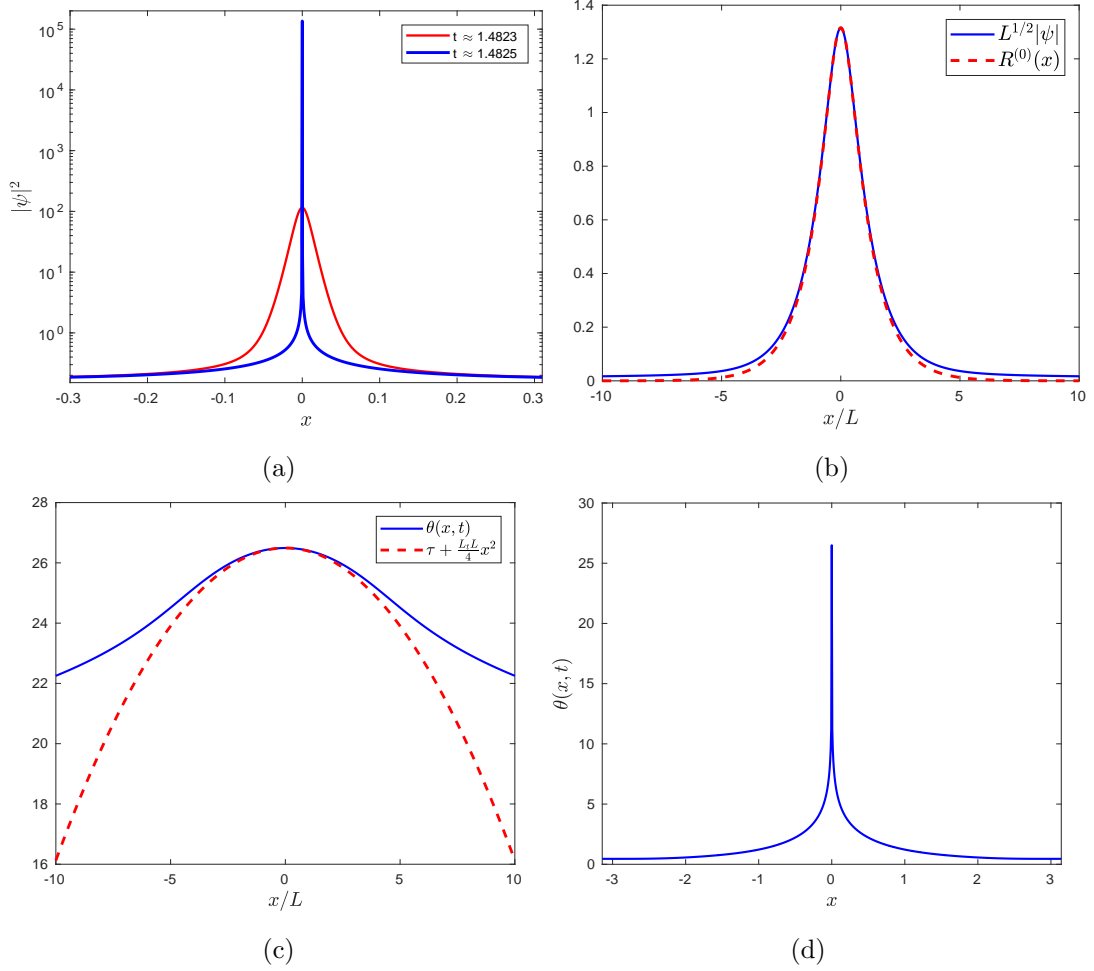 10^5
10^4
10^3
10^2
10^1
10^0
|ψ|^2
-0.3 -0.2 -0.1 0 0.1 0.2 0.3
x
t ≈ 1.4823
t ≈ 1.4825
(a)
1.4
1.2
1
0.8
0.6
0.4
0.2
0
-10 -5 0 5 10
x/L
L^{1/2}|ψ|
R^{(0)}(x)
(b)
28
26
24
22
20
18
16
-10 -5 0 5 10
x/L
θ(x, t)
τ + \frac{L_t L}{4} x^2
(c)
30
25
20
15
10
5
0
θ(x, t)
-3 -2 -1 0 1 2 3
x
(d)